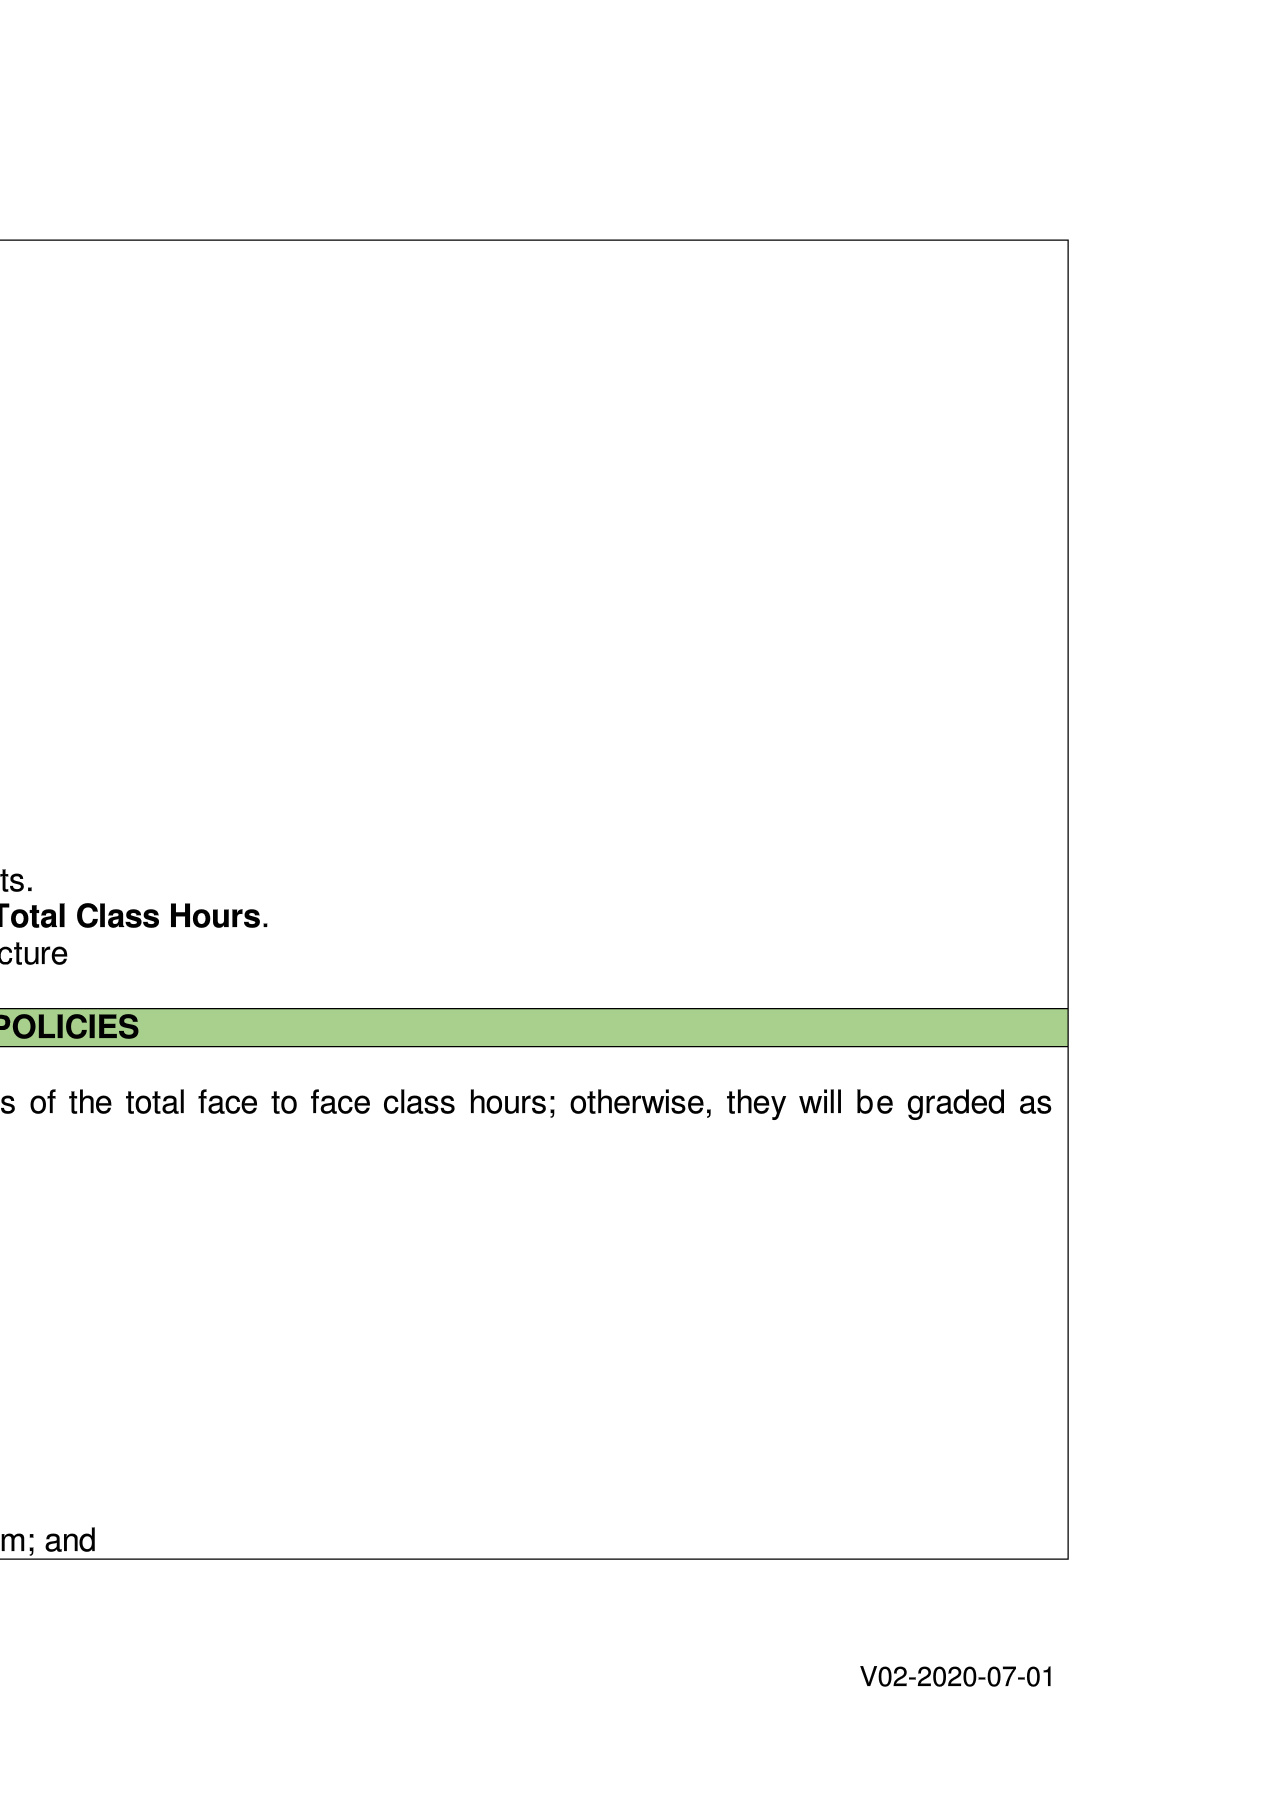 ts.
Total Class Hours.
cture
POLICIES
s of the total face to face class hours; otherwise, they will be graded as
m; and
V02-2020-07-01